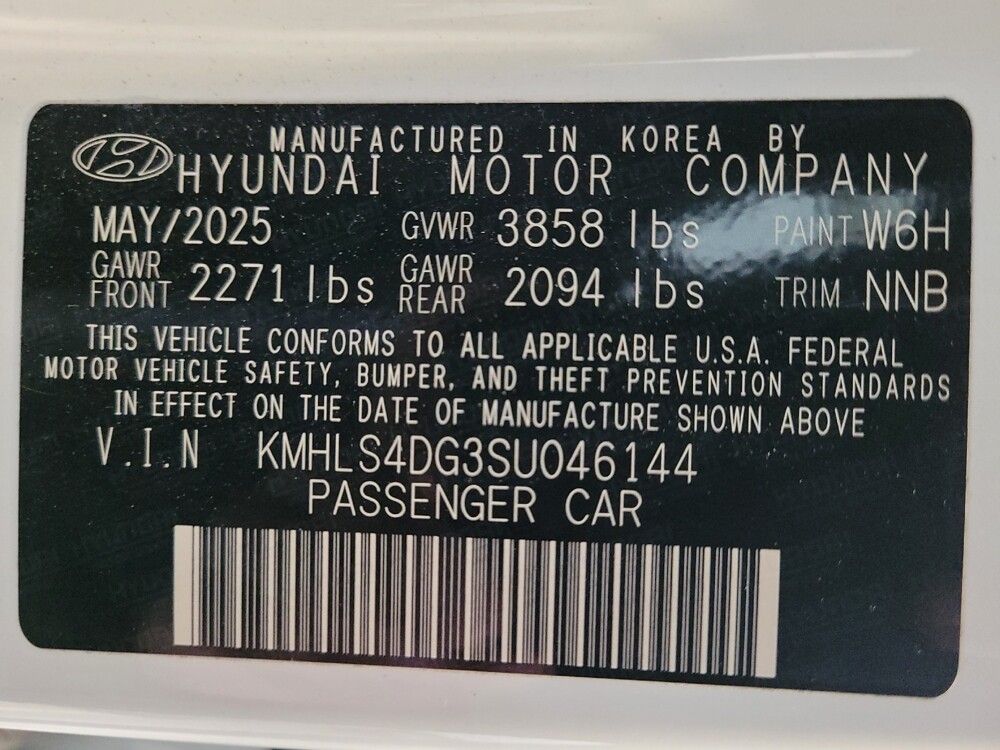 MANUFACTURED IN KOREA BY
HYUNDAI MOTOR COMPANY
MAY/2025 GVWR 3858 lbs PAINT W6H
GAWR FRONT 2271 lbs GAWR REAR 2094 lbs TRIM NNB
THIS VEHICLE CONFORMS TO ALL APPLICABLE U.S.A. FEDERAL
MOTOR VEHICLE SAFETY, BUMPER, AND THEFT PREVENTION STANDARDS
IN EFFECT ON THE DATE OF MANUFACTURE SHOWN ABOVE
V.I.N KMHLS4DG3SU046144
PASSENGER CAR